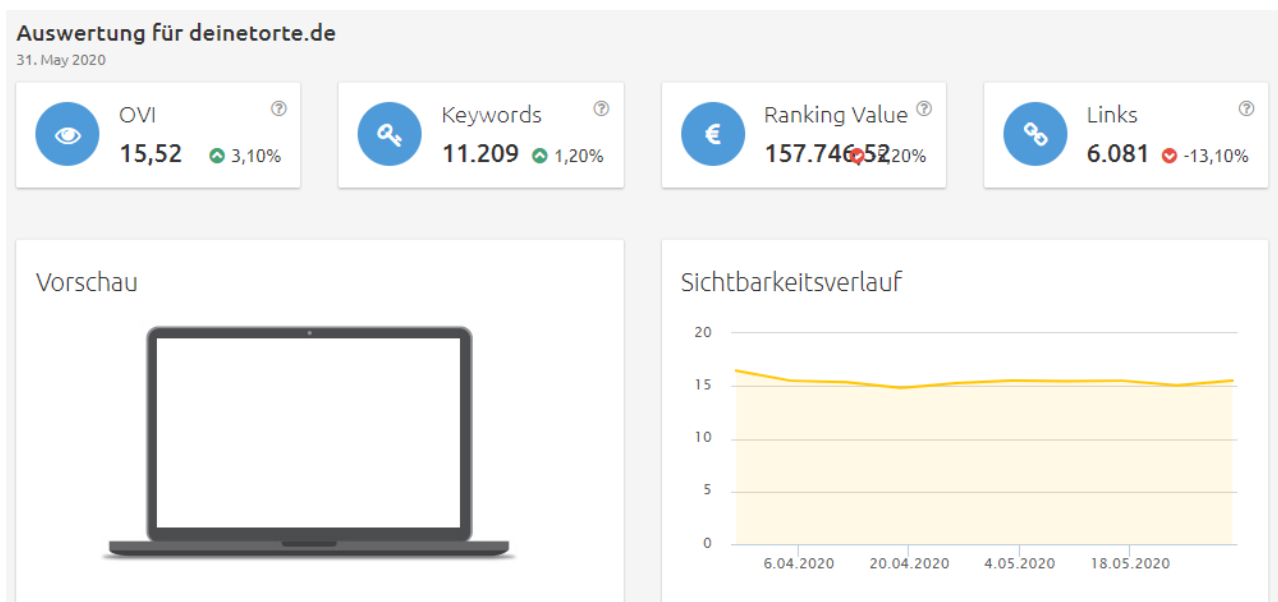 Auswertung für deinetorte.de
31. May 2020
OVI
15,52 3,10%
Keywords
11.209 1,20%
Ranking Value
157.746,52 ,20%
Links
6.081 -13,10%
Vorschau
Sichtbarkeitsverlauf
20
15
10
5
0
6.04.2020 20.04.2020 4.05.2020 18.05.2020